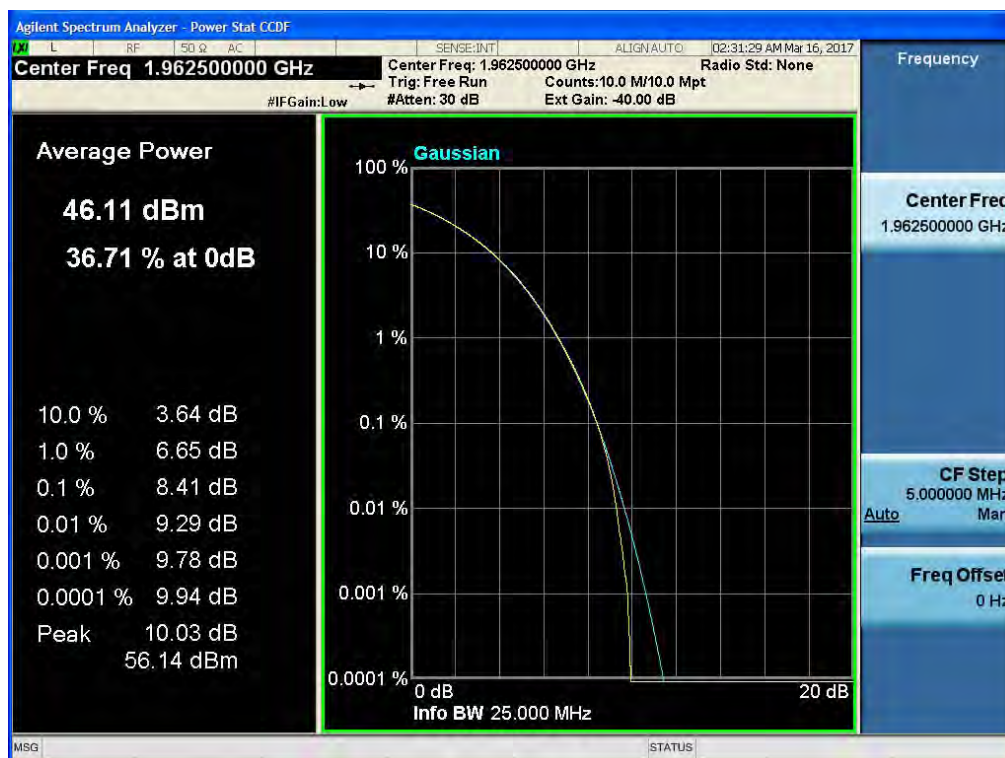 Agilent Spectrum Analyzer - Power Stat CCDF
L RF 50 Ω AC SENSE:INT ALIGN AUTO 02:31:29 AM Mar 16, 2017
Center Freq 1.962500000 GHz
Center Freq: 1.962500000 GHz Radio Std: None
Trig: Free Run Counts:10.0 M/10.0 Mpt
#IFGain:Low #Atten: 30 dB Ext Gain: -40.00 dB
Average Power
46.11 dBm
36.71 % at 0dB
10.0 % 3.64 dB
1.0 % 6.65 dB
0.1 % 8.41 dB
0.01 % 9.29 dB
0.001 % 9.78 dB
0.0001 % 9.94 dB
Peak 10.03 dB
56.14 dBm
Gaussian
100 %
10 %
1 %
0.1 %
0.01 %
0.001 %
0.0001 %
0 dB 20 dB
Info BW 25.000 MHz
Frequency
Center Freq
1.962500000 GHz
CF Step
5.000000 MHz
Auto Man
Freq Offset
0 Hz
MSG STATUS